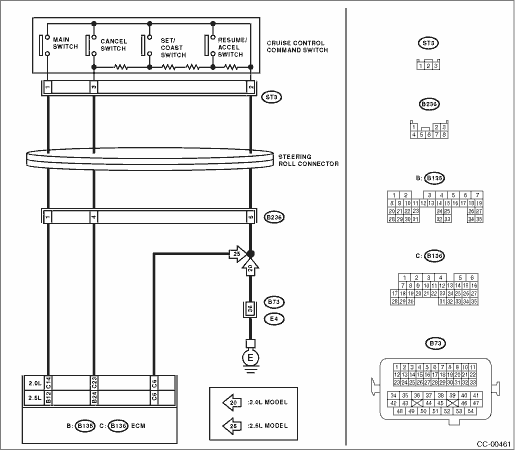 MAIN SWITCH
CANCEL SWITCH
SET/ COAST SWITCH
RESUME/ ACCEL SWITCH
CRUISE CONTROL
COMMAND SWITCH
1 3 2
ST3
STEERING
ROLL CONNECTOR
1 4 5
B236
25
20
B73
24
E4
E
2.0L C14 C23 C6
2.5L B12 B24 C6
B: B135 C: B136 ECM
20 :2.0L MODEL
25 :2.5L MODEL
ST3
1 2 3
B236
1 2 3
4 5 6 7 8
B: B135
1 2 3 4 5 6 7
8 9 10 11 12 13 14 15 16 17 18 19
20 21 22 23 24 25 26 27
28 29 30 31 32 33 34 35
C: B136
1 2 3 4 5 6
7 8 9 10 11 12 13 14 15 16
17 18 19 20 21 22 23 24 25 26 27
28 29 30 31 32 33 34 35
B73
1 2 3 4 5 6 7 8 9 10 11
12 13 14 15 16 17 18 19 20 21 22
23 24 25 26 27 28 29 30 31 32 33
34 35 36 37 38 39 40 41
42 43 44 45 46 47
48 49 50 51 52 53 54
CC-00461